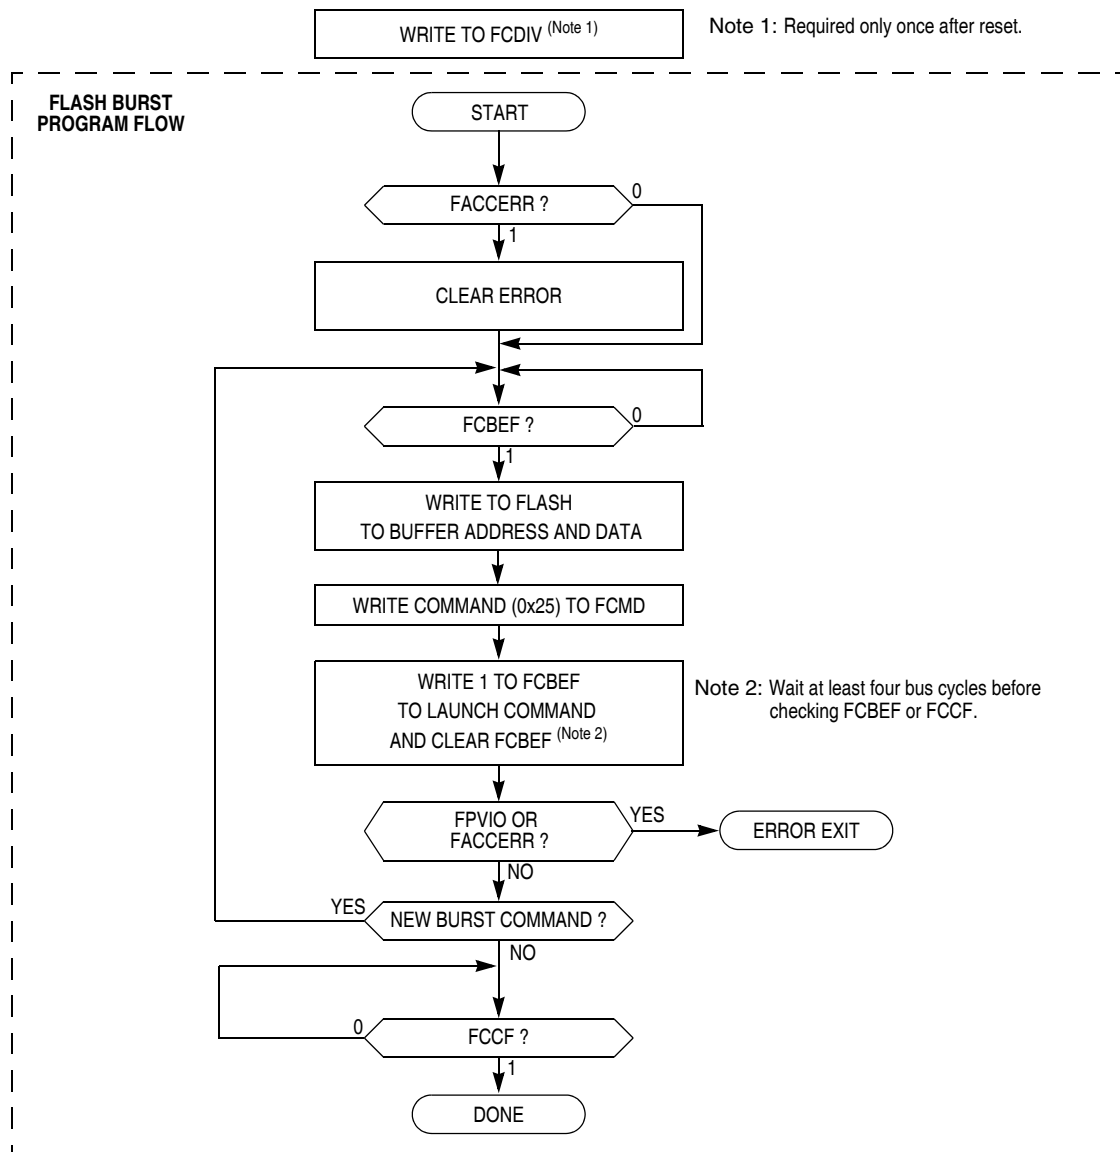 WRITE TO FCDIV (Note 1)
Note 1: Required only once after reset.
FLASH BURST
PROGRAM FLOW
START
FACCERR ?
0
1
CLEAR ERROR
FCBEF ?
0
1
WRITE TO FLASH
TO BUFFER ADDRESS AND DATA
WRITE COMMAND (0x25) TO FCMD
WRITE 1 TO FCBEF
TO LAUNCH COMMAND
AND CLEAR FCBEF (Note 2)
Note 2: Wait at least four bus cycles before
checking FCBEF or FCCF.
FPVIO OR
FACCERR ?
YES
ERROR EXIT
NO
YES
NEW BURST COMMAND ?
NO
0
FCCF ?
1
DONE